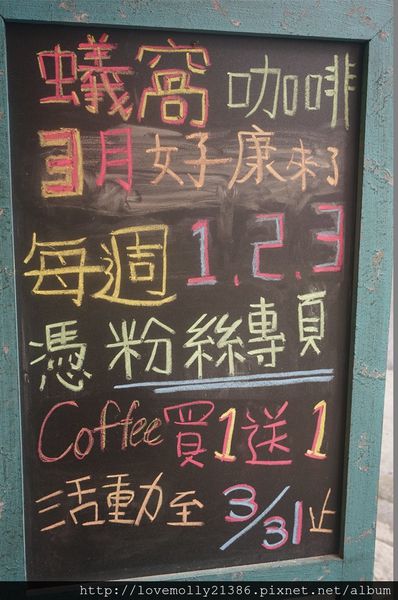 蟻窩咖啡
3月好康來了
每週1.2.3
憑粉絲專頁
Coffee買1送1
活動至3/31止
http://lovemolly21386.pixnet.net/album